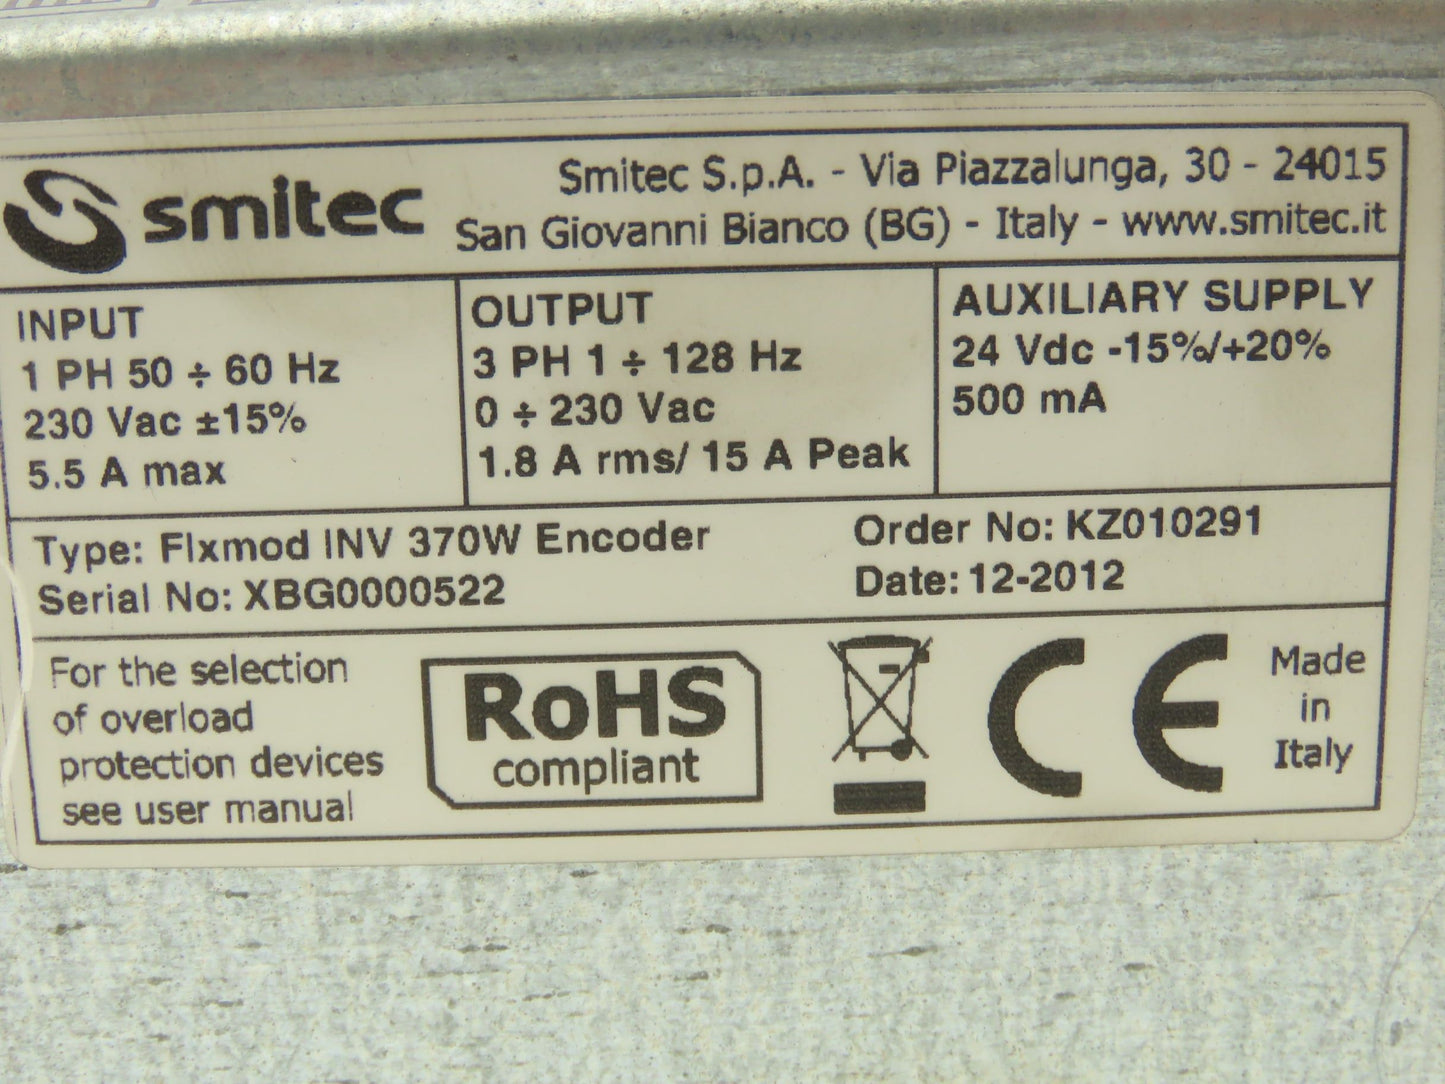 smitec
Smitec S.p.A. - Via Piazzalunga, 30 - 24015
San Giovanni Bianco (BG) - Italy - www.smitec.it
INPUT
1 PH 50 ÷ 60 Hz
230 Vac ±15%
5.5 A max
OUTPUT
3 PH 1 ÷ 128 Hz
0 ÷ 230 Vac
1.8 A rms/ 15 A Peak
AUXILIARY SUPPLY
24 Vdc -15%/+20%
500 mA
Type: Flxmod INV 370W Encoder
Serial No: XBG0000522
Order No: KZ010291
Date: 12-2012
For the selection
of overload
protection devices
see user manual
RoHS
compliant
CE
Made
in
Italy